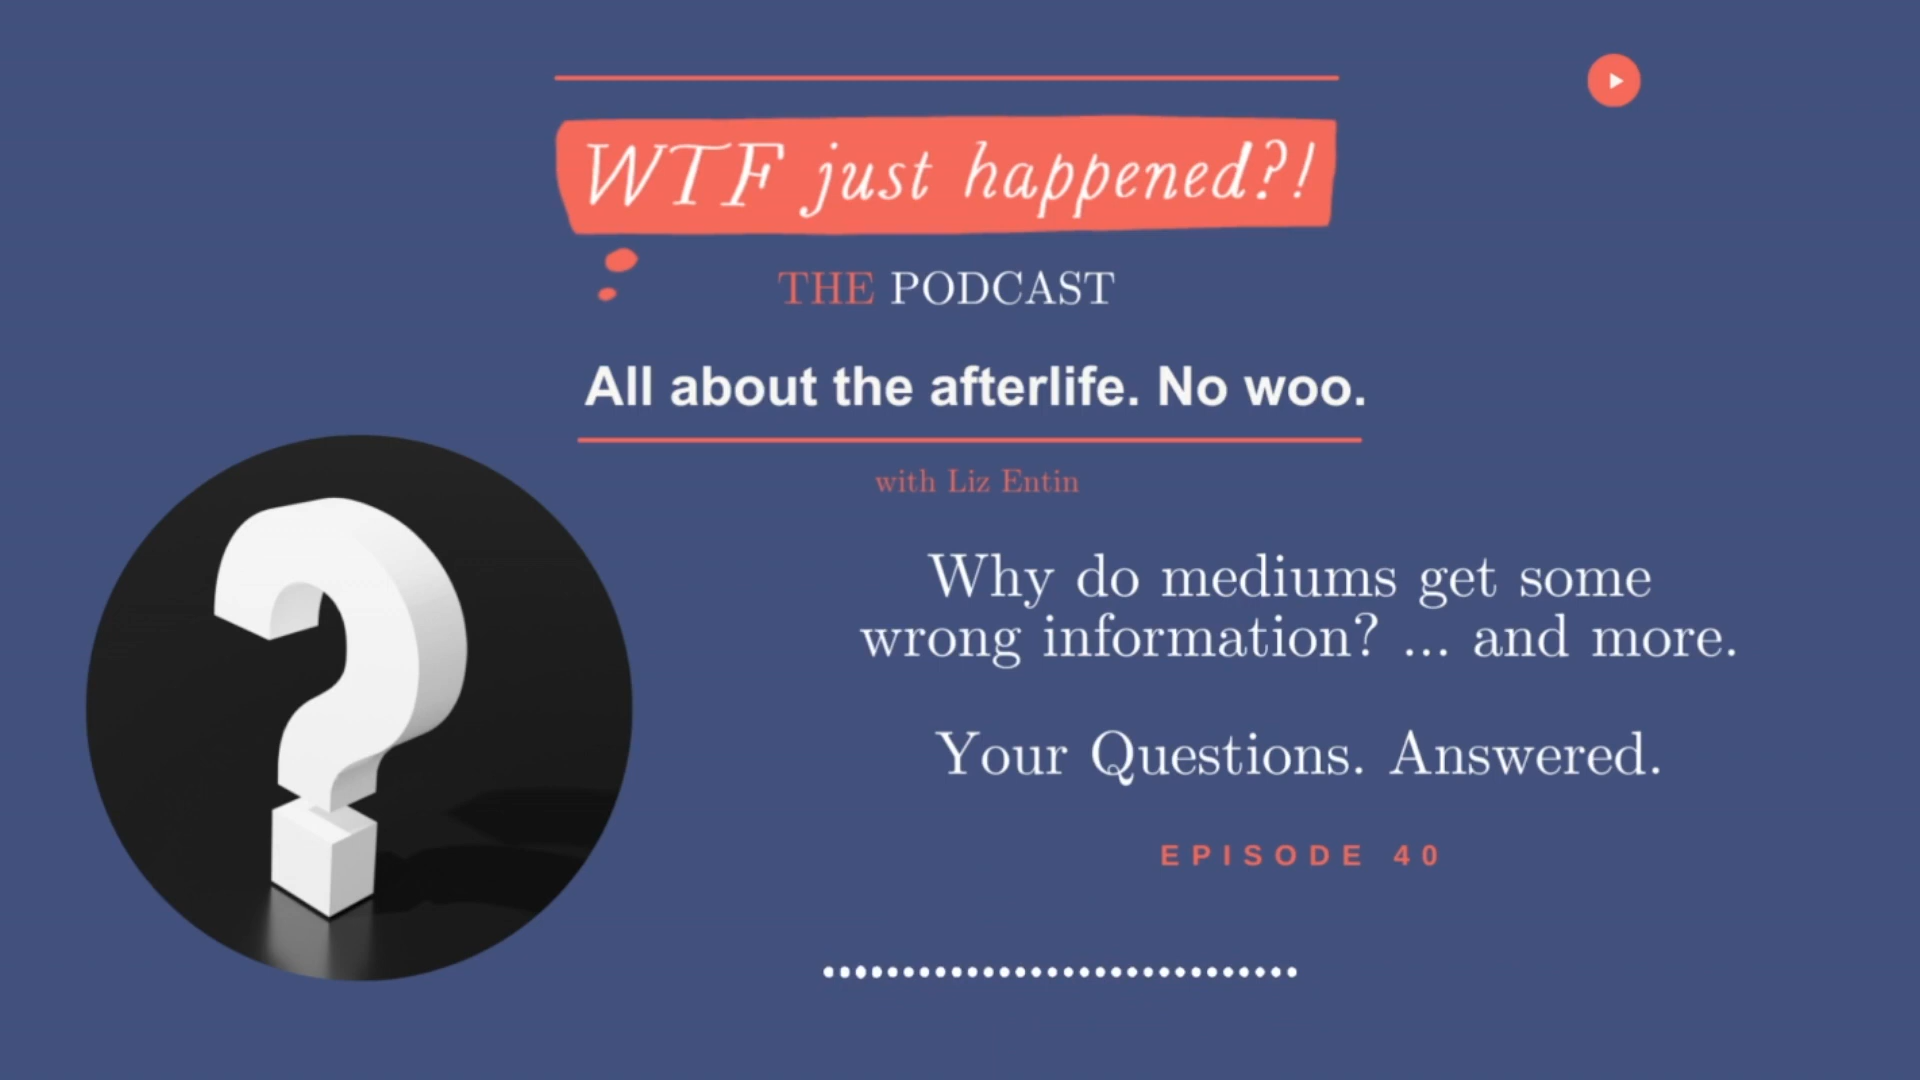 WTF just happened?!
THE PODCAST
All about the afterlife. No woo.
with Liz Entin
Why do mediums get some
wrong information? ... and more.
Your Questions. Answered.
EPISODE 40